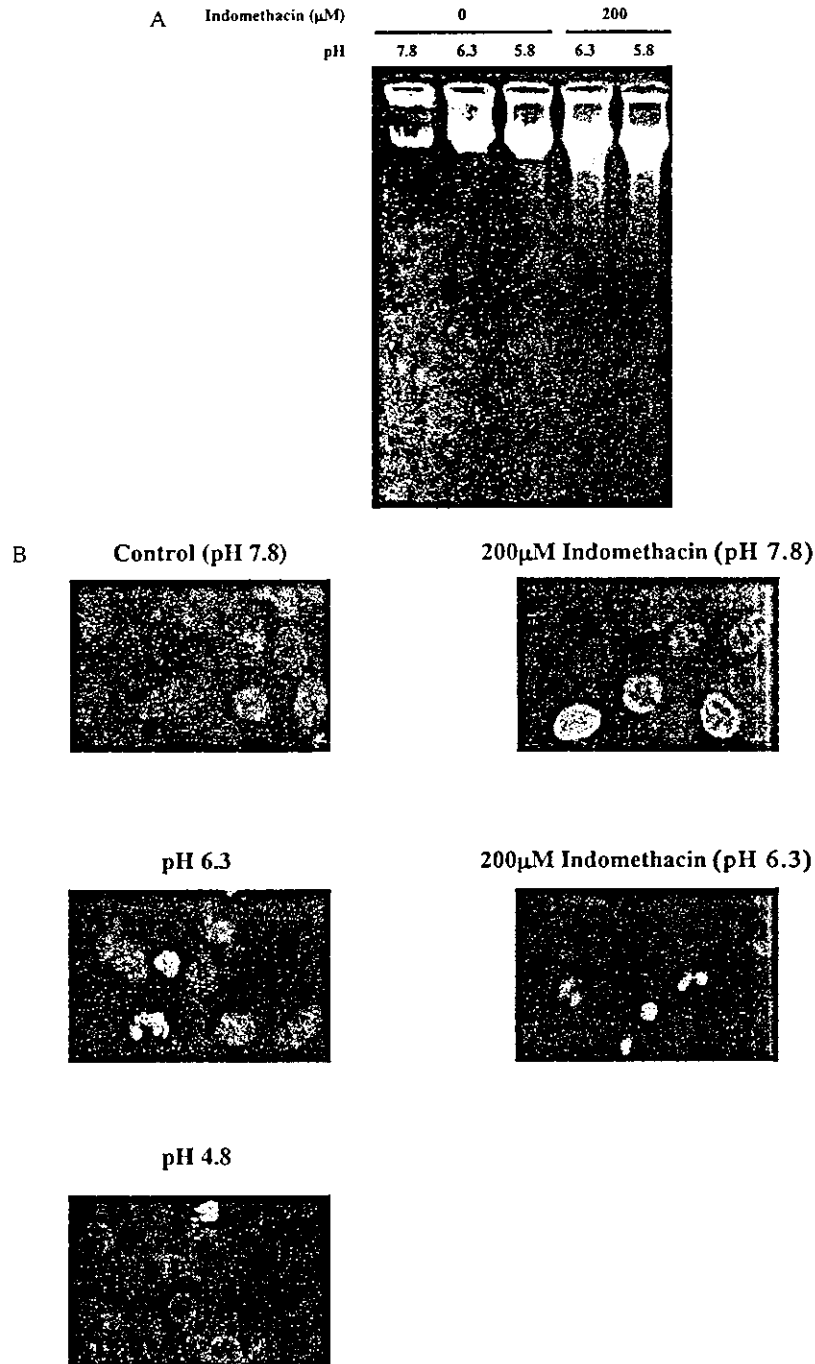 A Indomethacin (μM) 0 200
pH 7.8 6.3 5.8 6.3 5.8
B Control (pH 7.8) 200μM Indomethacin (pH 7.8)
pH 6.3 200μM Indomethacin (pH 6.3)
pH 4.8